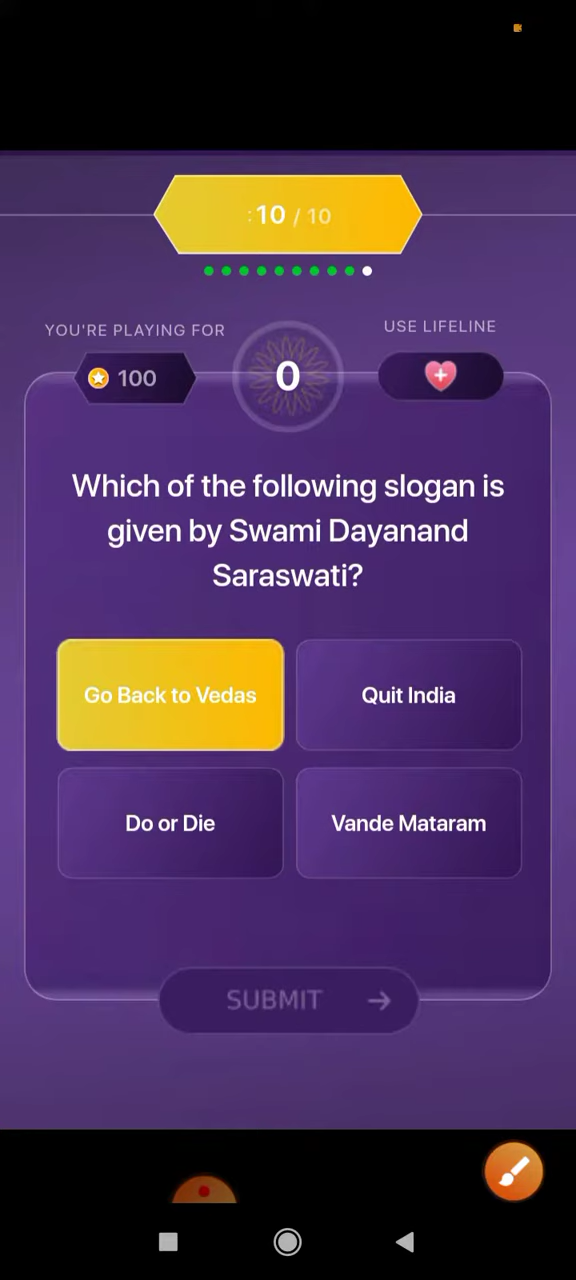 :10 / 10
YOU'RE PLAYING FOR
USE LIFELINE
100
0
Which of the following slogan is
given by Swami Dayanand
Saraswati?
Go Back to Vedas
Quit India
Do or Die
Vande Mataram
SUBMIT